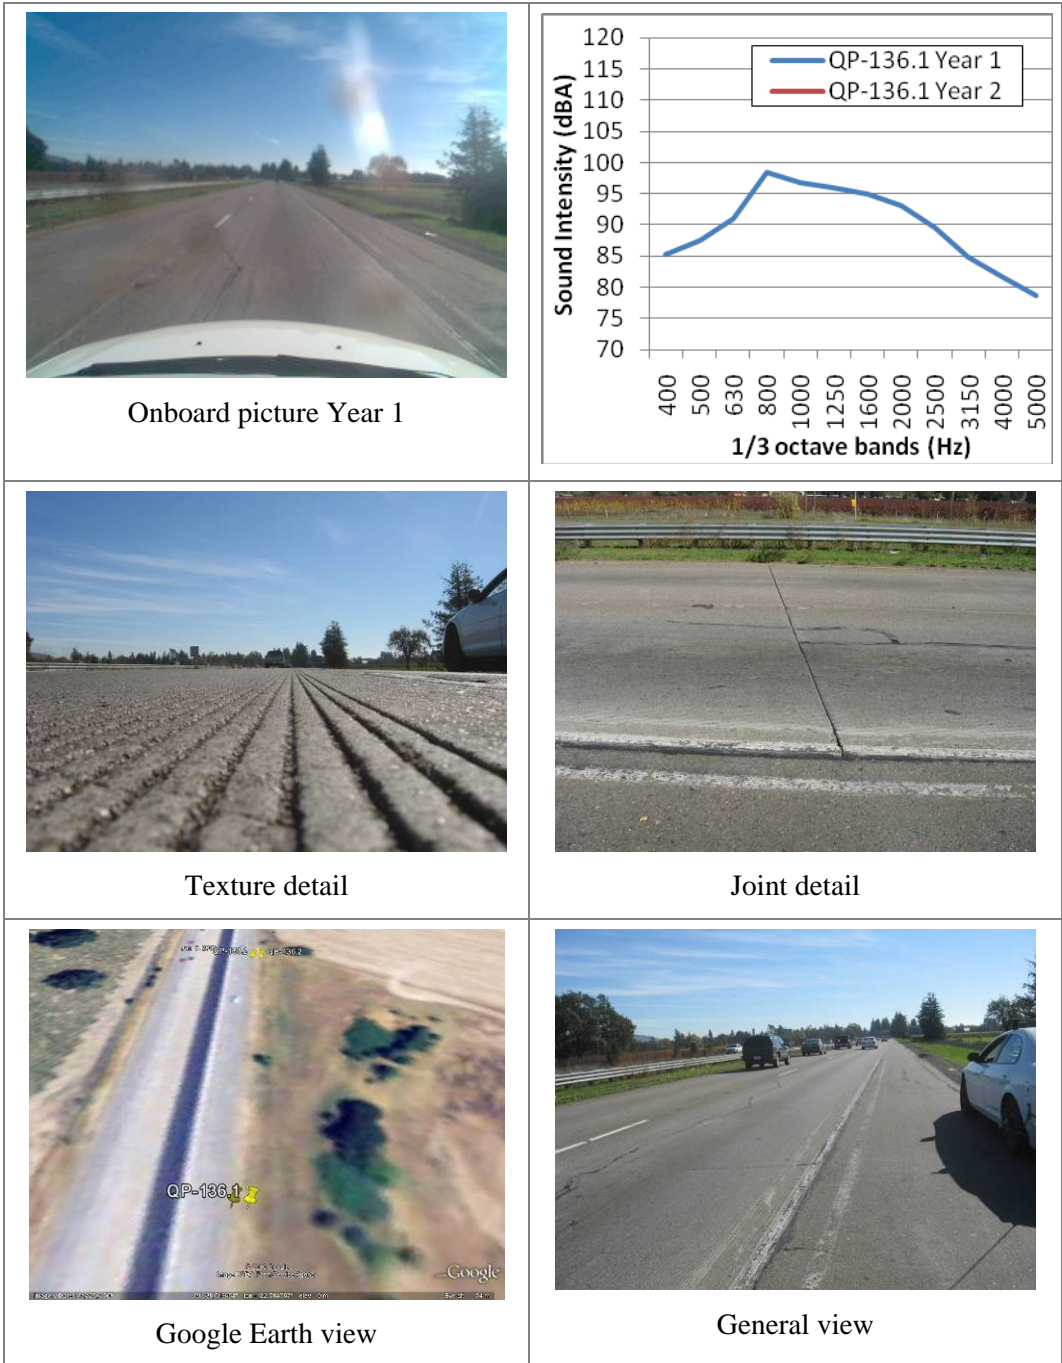 Onboard picture Year 1
120
115
110
105
100
95
90
85
80
75
70
Sound Intensity (dBA)
QP-136.1 Year 1
QP-136.1 Year 2
400
500
630
800
1000
1250
1600
2000
2500
3150
4000
5000
1/3 octave bands (Hz)
Texture detail
Joint detail
QP-136.2
QP-136.1
Google
Google Earth view
General view